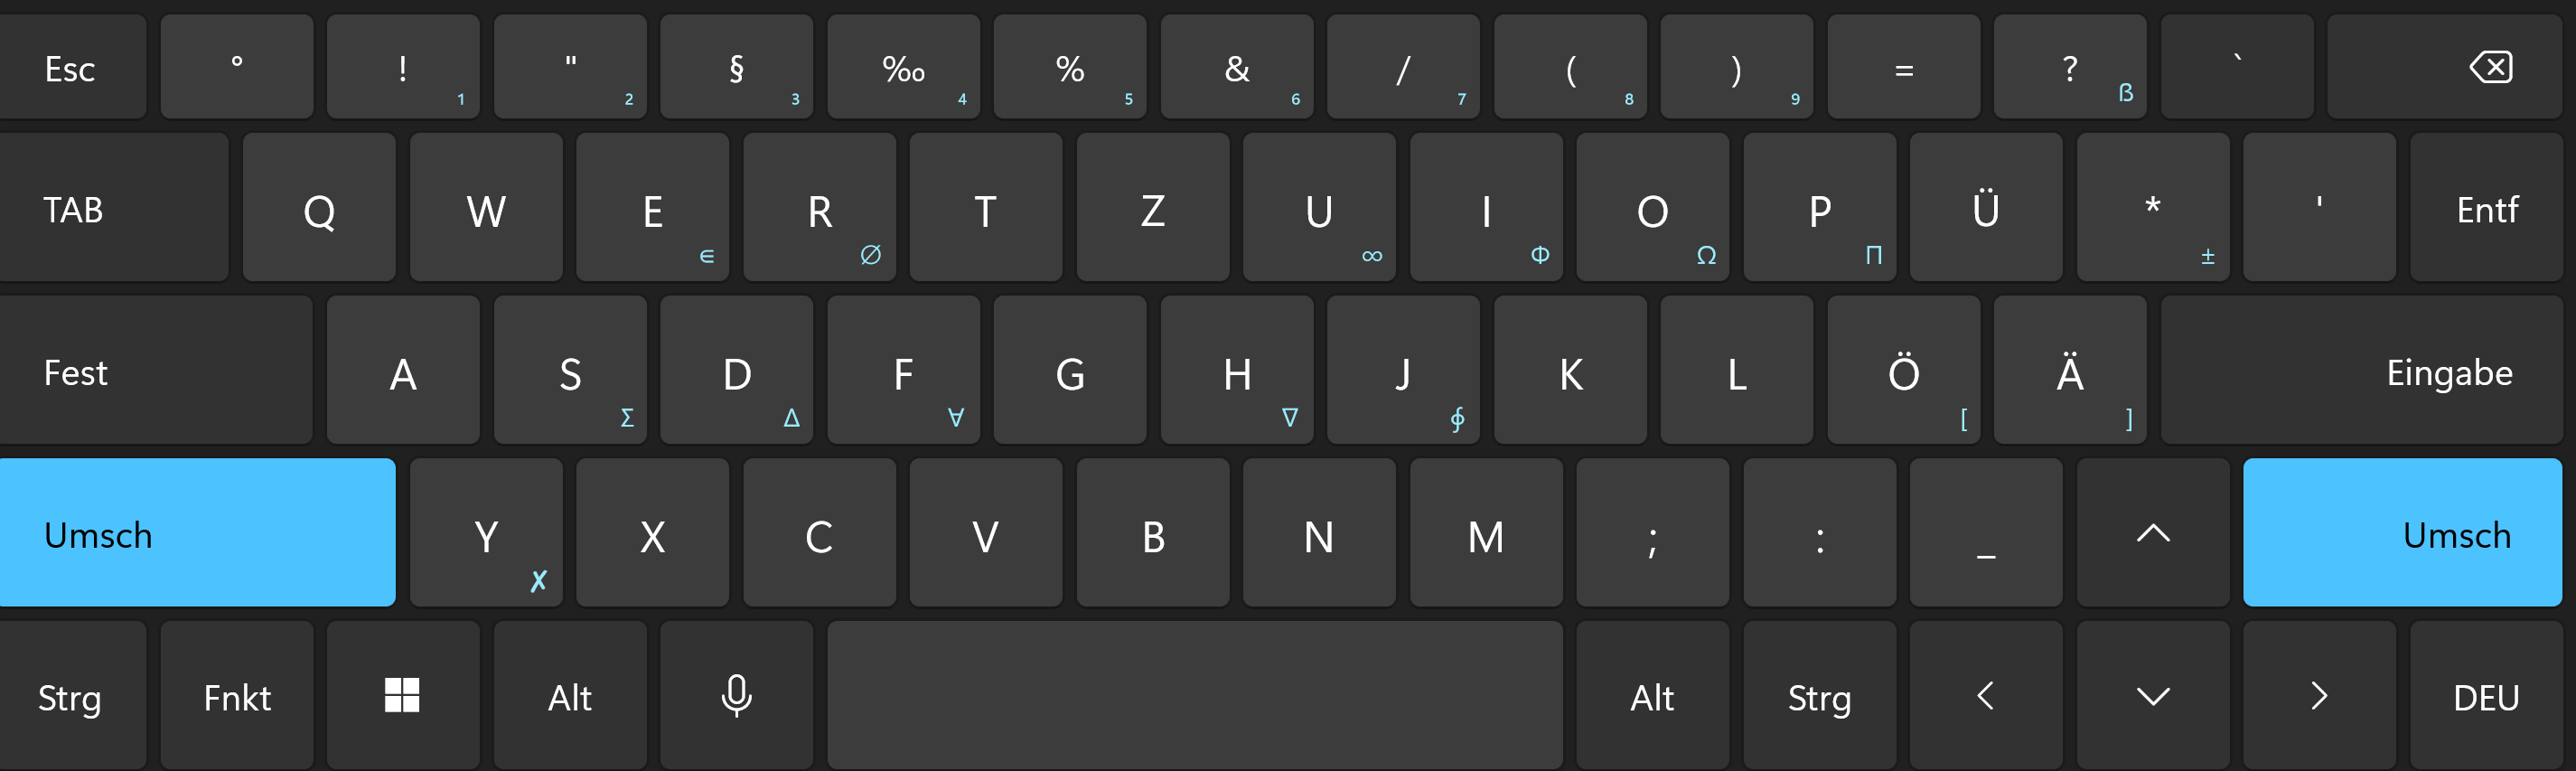 Esc ° ! 1 " 2 § 3 ‰ 4 % 5 & 6 / 7 ( 8 ) 9 = ? ß `
TAB Q W E ∈ R ∅ T Z U ∞ I Φ O Ω P Π Ü * ± ' Entf
Fest A S Σ D Δ F ∀ G H ∇ J ∮ K L Ö [ Ä ] Eingabe
Umsch Y ✗ X C V B N M ; : _ Umsch
Strg Fnkt Alt Alt Strg DEU